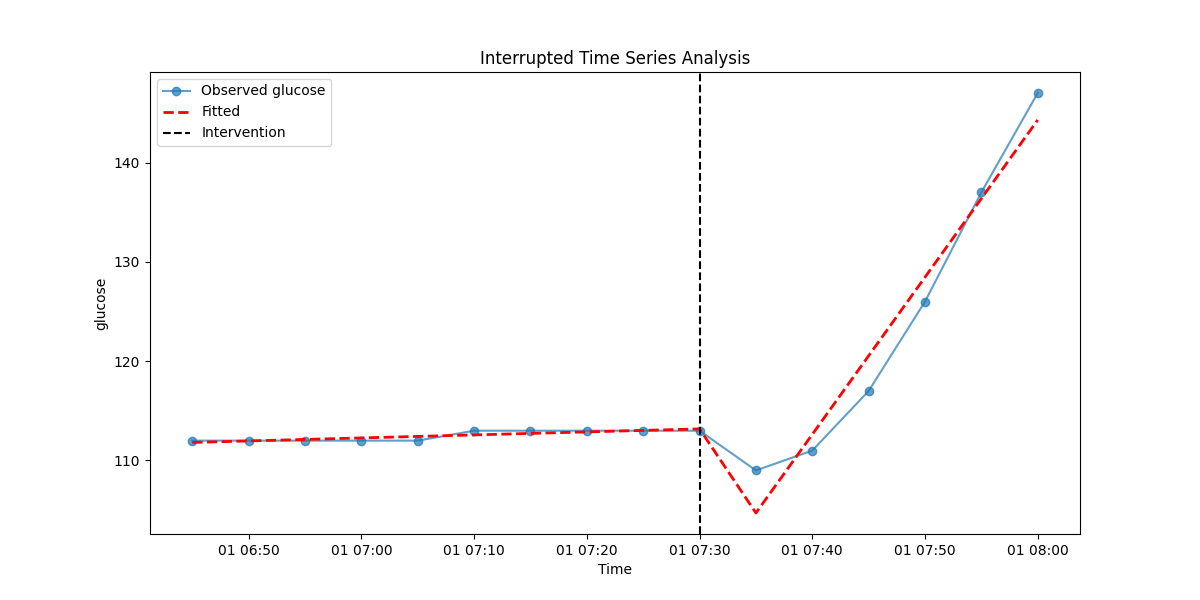 Interrupted Time Series Analysis
Observed glucose
Fitted
Intervention
glucose
140
130
120
110
01 06:50
01 07:00
01 07:10
01 07:20
01 07:30
01 07:40
01 07:50
01 08:00
Time